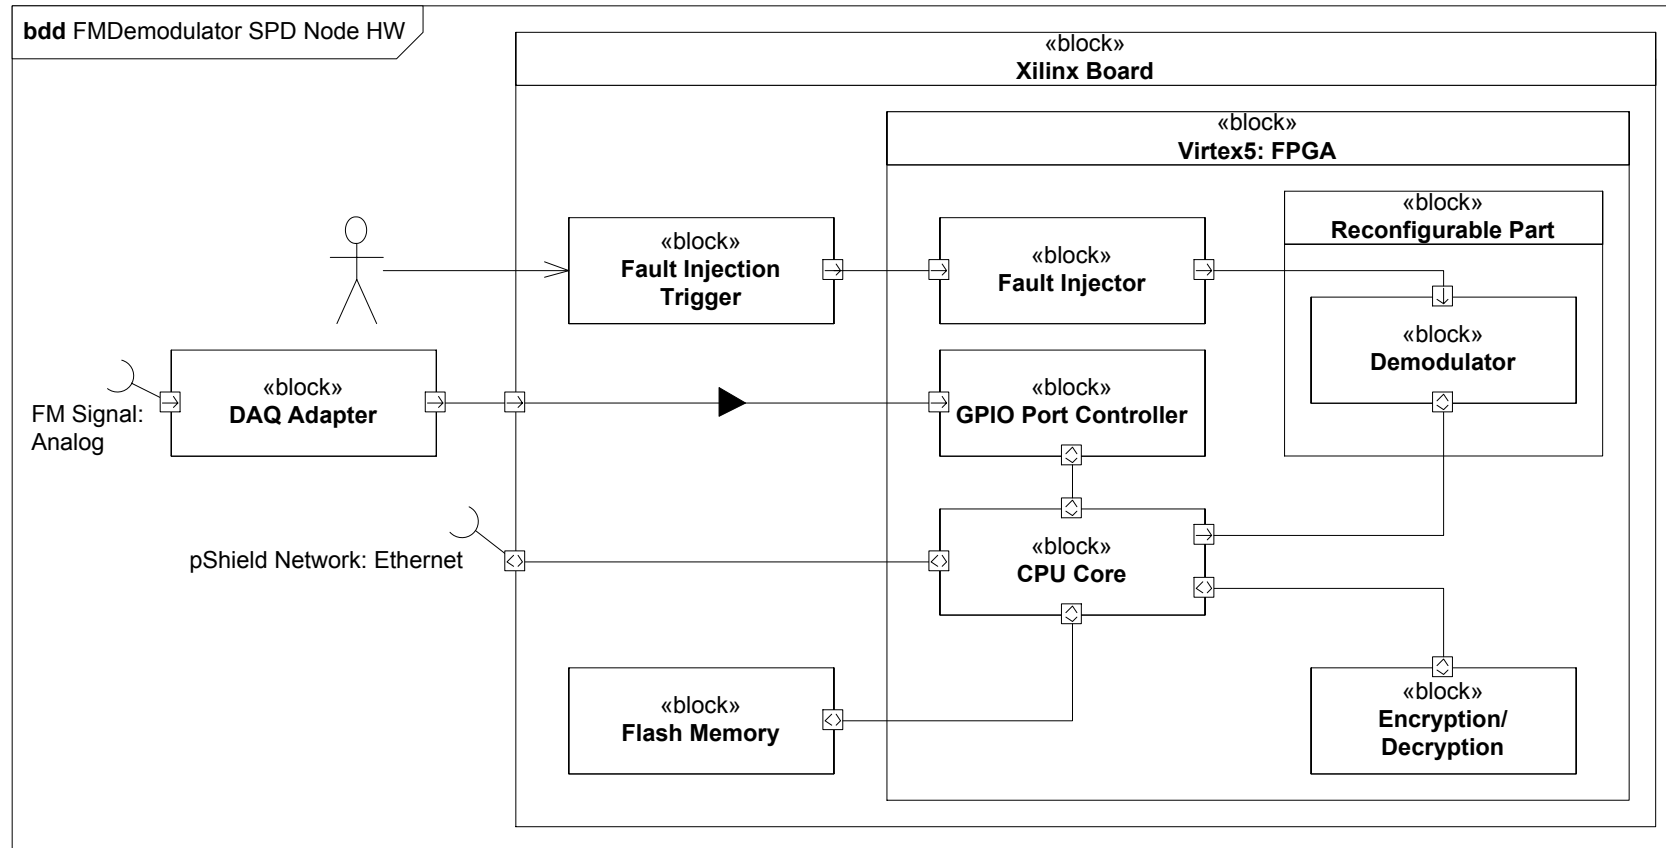 bdd FMDemodulator SPD Node HW
«block»
Xilinx Board
«block»
Virtex5: FPGA
«block»
Reconfigurable Part
«block»
Fault Injection
Trigger
«block»
Fault Injector
«block»
Demodulator
FM Signal:
Analog
«block»
DAQ Adapter
«block»
GPIO Port Controller
pShield Network: Ethernet
«block»
CPU Core
«block»
Flash Memory
«block»
Encryption/
Decryption